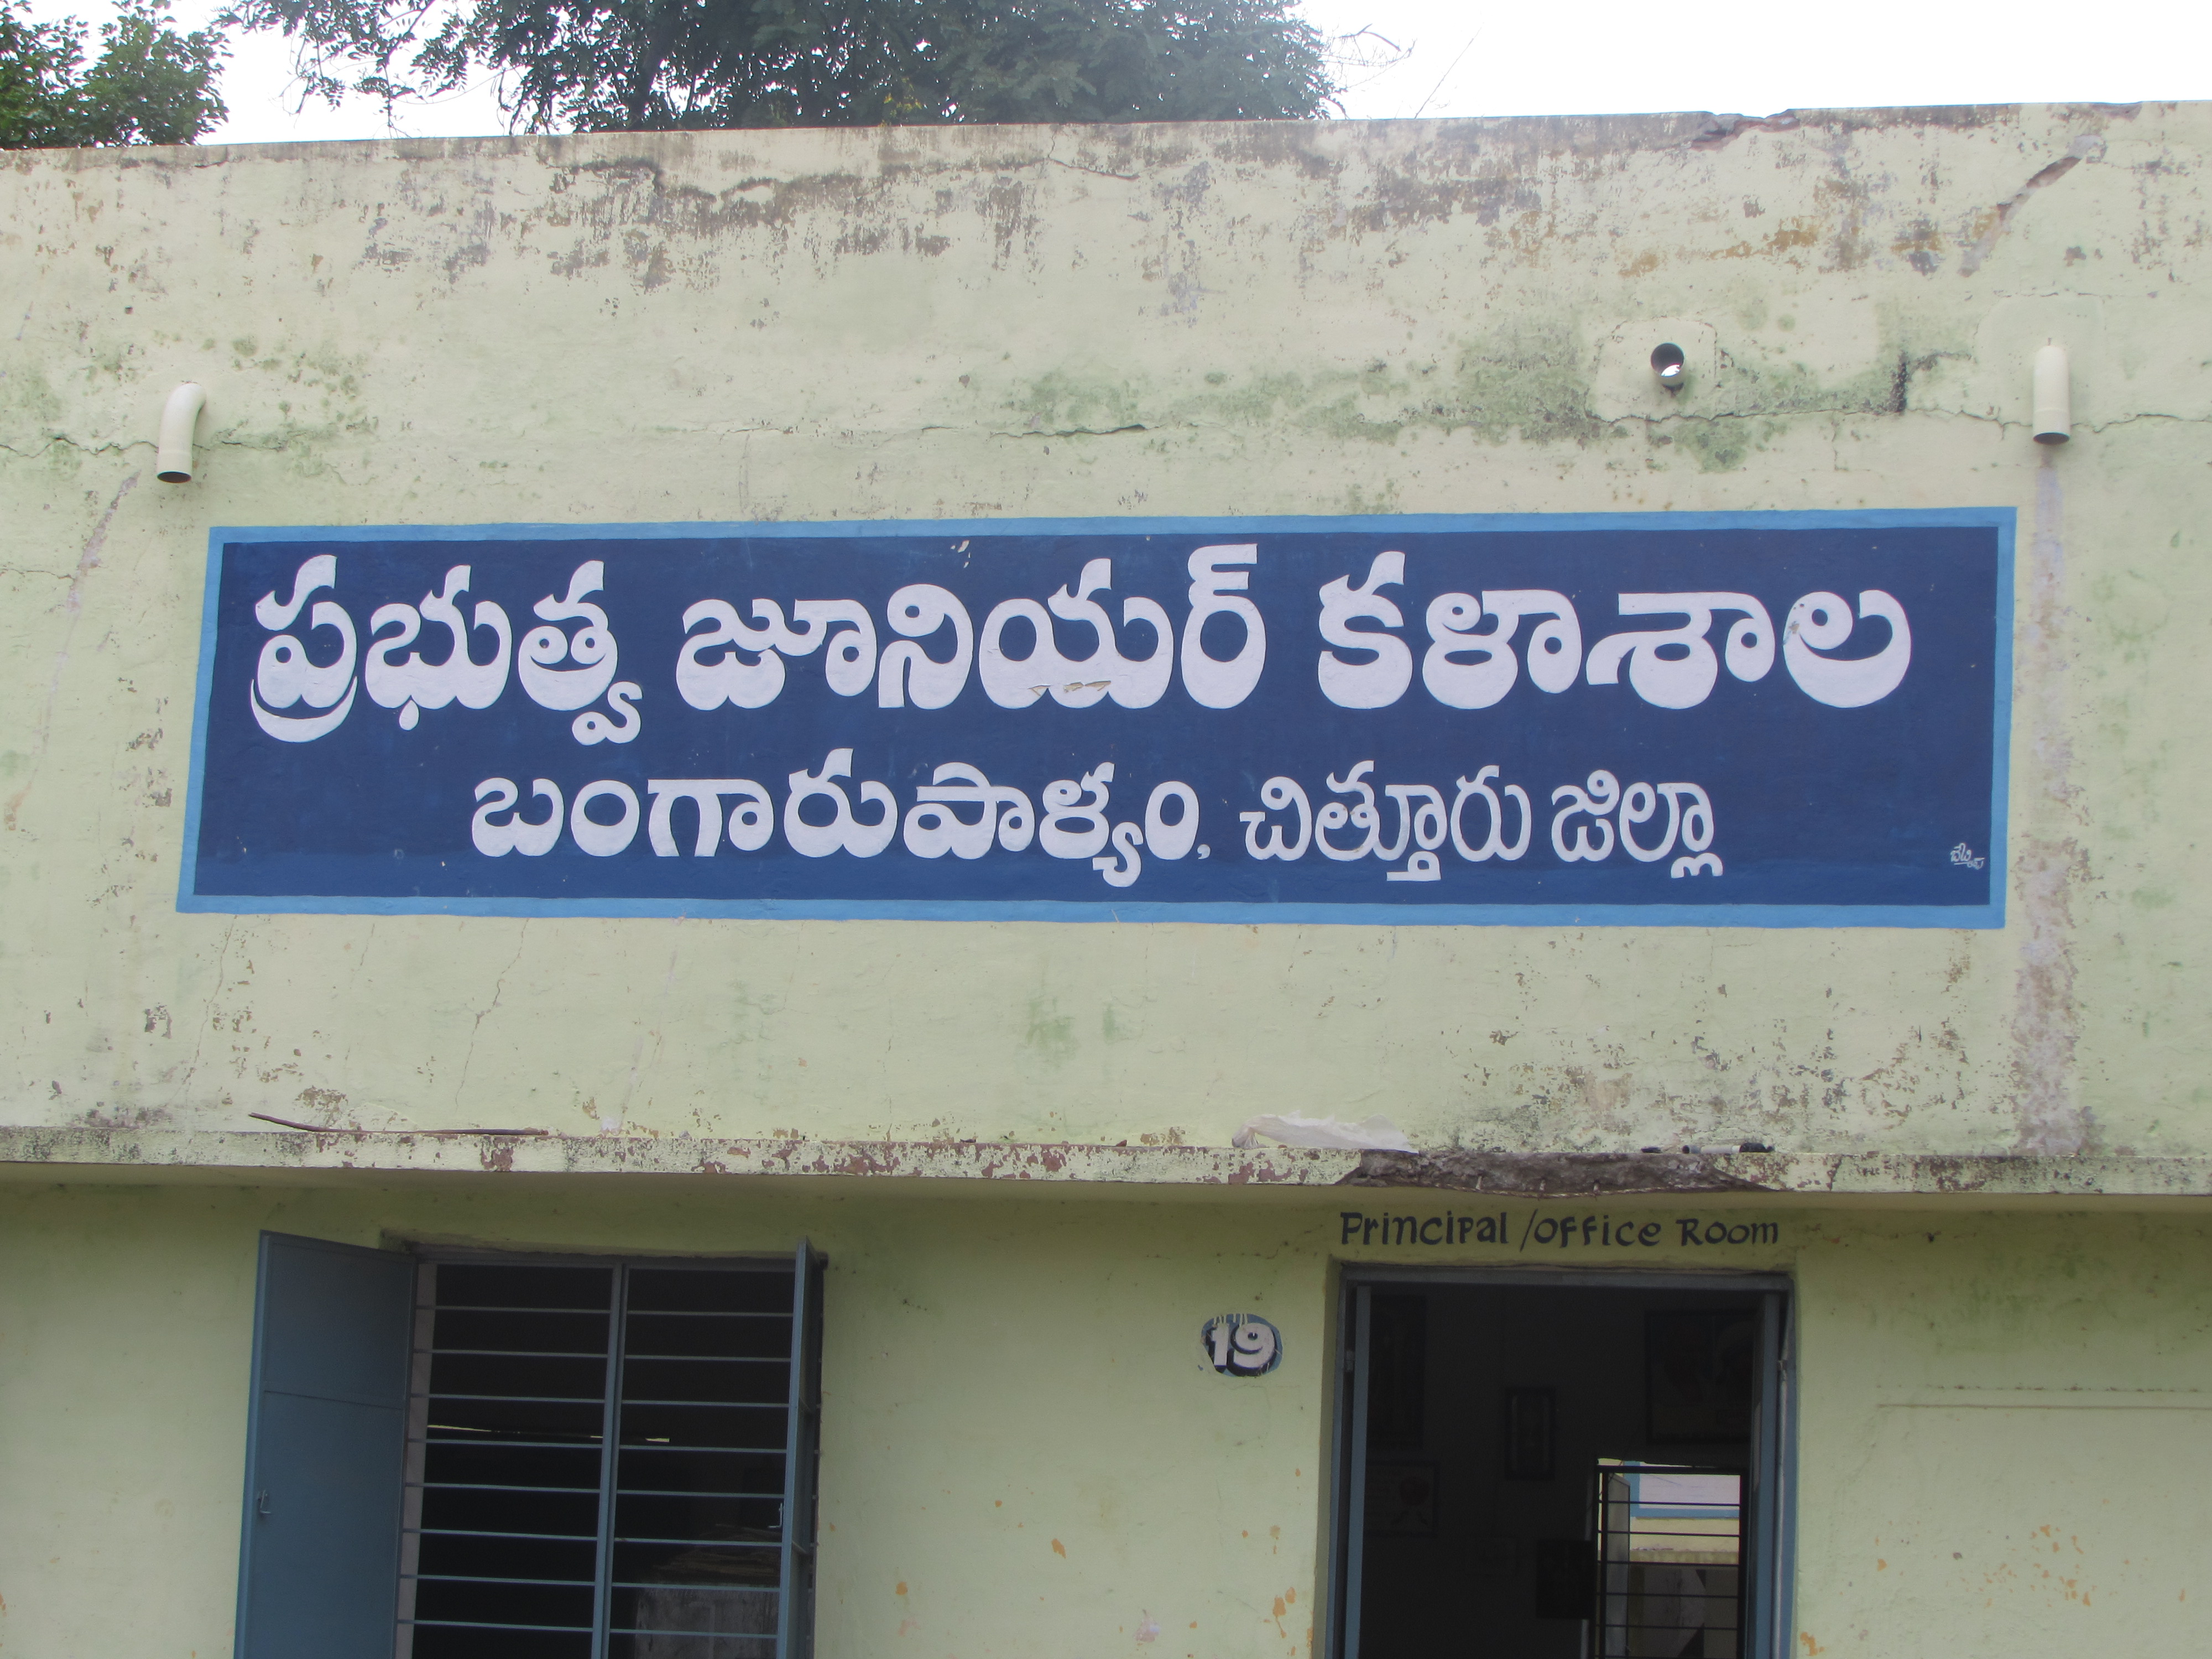 ప్రభుత్వ జూనియర్ కళాశాల
బంగారుపాళ్యం, చిత్తూరు జిల్లా
Principal /Office Room
19